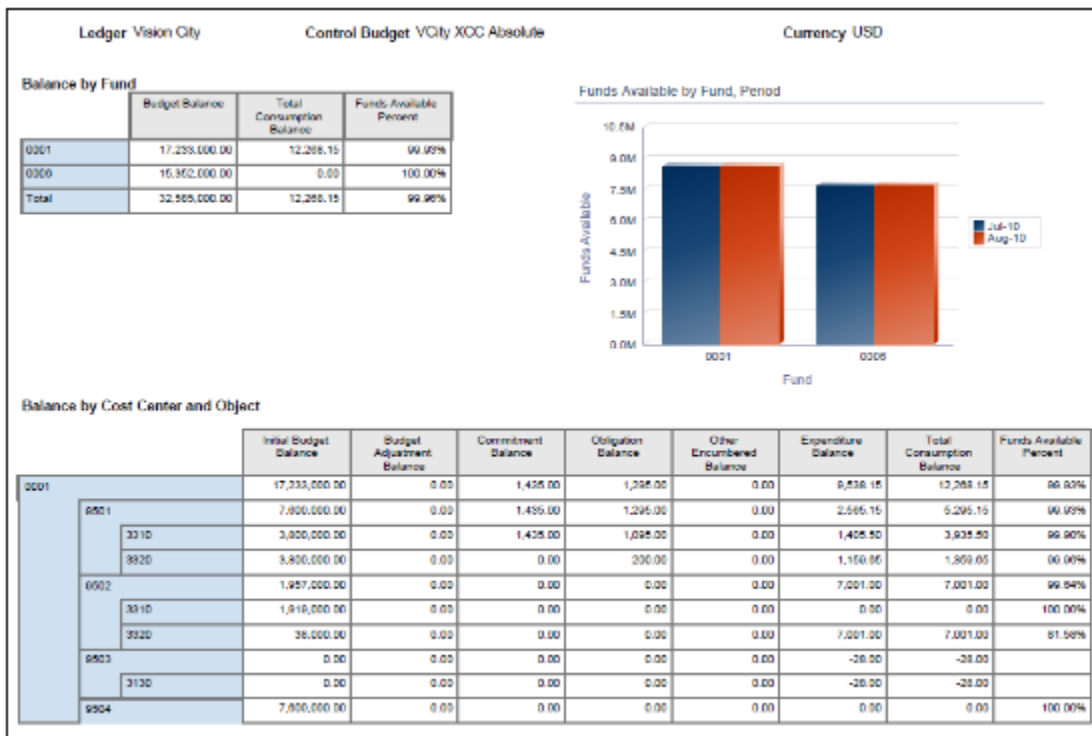 Ledger Vision City Control Budget VCity XCC Absolute Currency USD
Balance by Fund
Budget Balance Total Consumption Balance Funds Available Percent
0001 17,233,000.00 12,268.15 99.93%
0006 15,352,000.00 0.00 100.00%
Total 32,585,000.00 12,268.15 99.96%
Funds Available by Fund, Period
10.5M
9.0M
7.5M
6.0M
4.5M
3.0M
1.5M
0.0M
Funds Available
0001 0006
Fund
Jul-10
Aug-10
Balance by Cost Center and Object
Initial Budget Balance Budget Adjustment Balance Commitment Balance Obligation Balance Other Encumbered Balance Expenditure Balance Total Consumption Balance Funds Available Percent
0001 17,233,000.00 0.00 1,435.00 1,295.00 0.00 9,538.15 12,268.15 99.93%
9501 7,600,000.00 0.00 1,435.00 1,295.00 0.00 2,565.15 5,295.15 99.93%
3310 3,800,000.00 0.00 1,435.00 1,095.00 0.00 1,405.50 3,935.50 99.90%
3320 3,800,000.00 0.00 0.00 200.00 0.00 1,159.65 1,359.65 99.96%
9502 1,957,000.00 0.00 0.00 0.00 0.00 7,001.00 7,001.00 99.64%
3310 1,919,000.00 0.00 0.00 0.00 0.00 0.00 0.00 100.00%
3320 38,000.00 0.00 0.00 0.00 0.00 7,001.00 7,001.00 81.58%
9503 0.00 0.00 0.00 0.00 0.00 -28.00 -28.00
3130 0.00 0.00 0.00 0.00 0.00 -28.00 -28.00
9504 7,600,000.00 0.00 0.00 0.00 0.00 0.00 0.00 100.00%